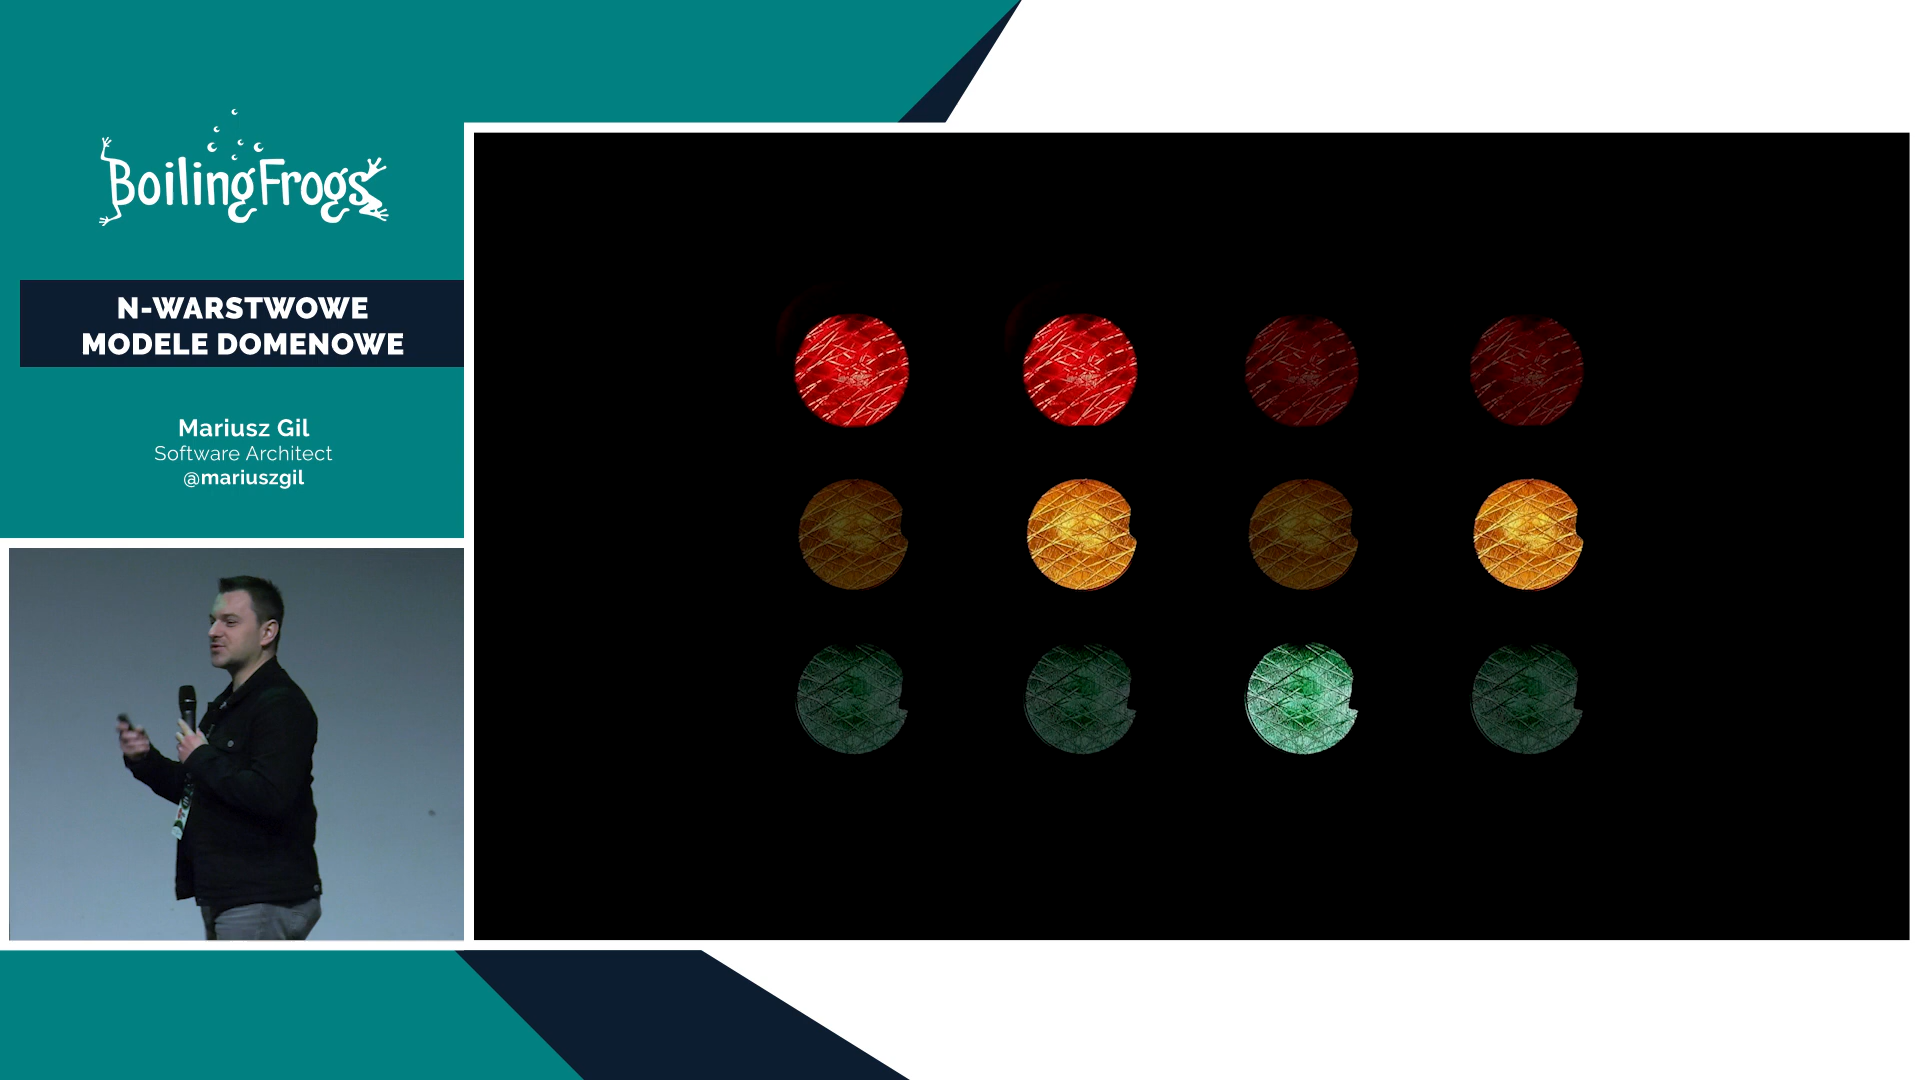 BoilingFrogs
N-WARSTWOWE
MODELE DOMENOWE
Mariusz Gil
Software Architect
@mariuszgil